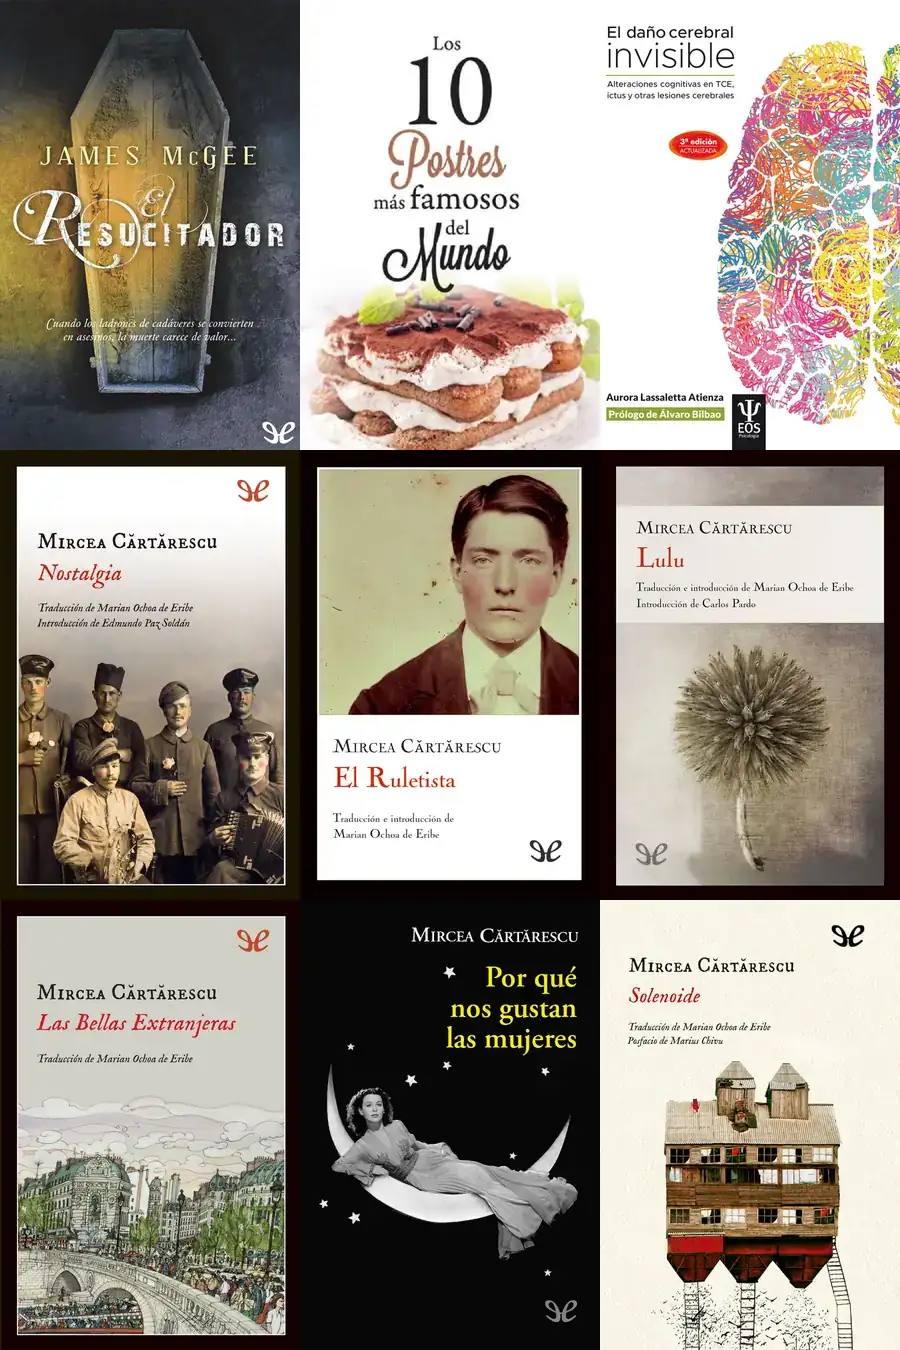 JAMES McGEE
El
RESUCITADOR
Cuando los ladrones de cadáveres se convierten
en asesinos, la muerte carece de valor...
Los
10
Postres
más famosos
del
Mundo
El daño cerebral
invisible
Alteraciones cognitivas en TCE,
ictus y otras lesiones cerebrales
3ª edición
ACTUALIZADA
Aurora Lassaletta Atienza
Prólogo de Álvaro Bilbao
EOS
Psicología
MIRCEA CĂRTĂRESCU
Nostalgia
Traducción de Marian Ochoa de Eribe
Introducción de Edmundo Paz Soldán
MIRCEA CĂRTĂRESCU
El Ruletista
Traducción e introducción de
Marian Ochoa de Eribe
MIRCEA CĂRTĂRESCU
Lulu
Traducción e introducción de Marian Ochoa de Eribe
Introducción de Carlos Pardo
MIRCEA CĂRTĂRESCU
Las Bellas Extranjeras
Traducción de Marian Ochoa de Eribe
MIRCEA CĂRTĂRESCU
Por qué
nos gustan
las mujeres
MIRCEA CĂRTĂRESCU
Solenoide
Traducción de Marian Ochoa de Eribe
Posfacio de Marius Chivu